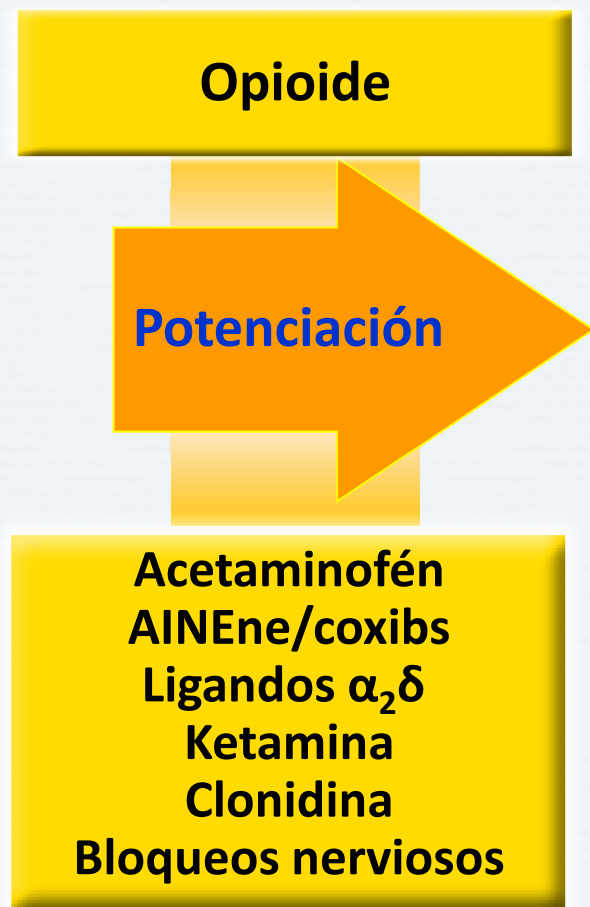 Opioide
Potenciación
Acetaminofén
AINEne/coxibs
Ligandos α₂δ
Ketamina
Clonidina
Bloqueos nerviosos